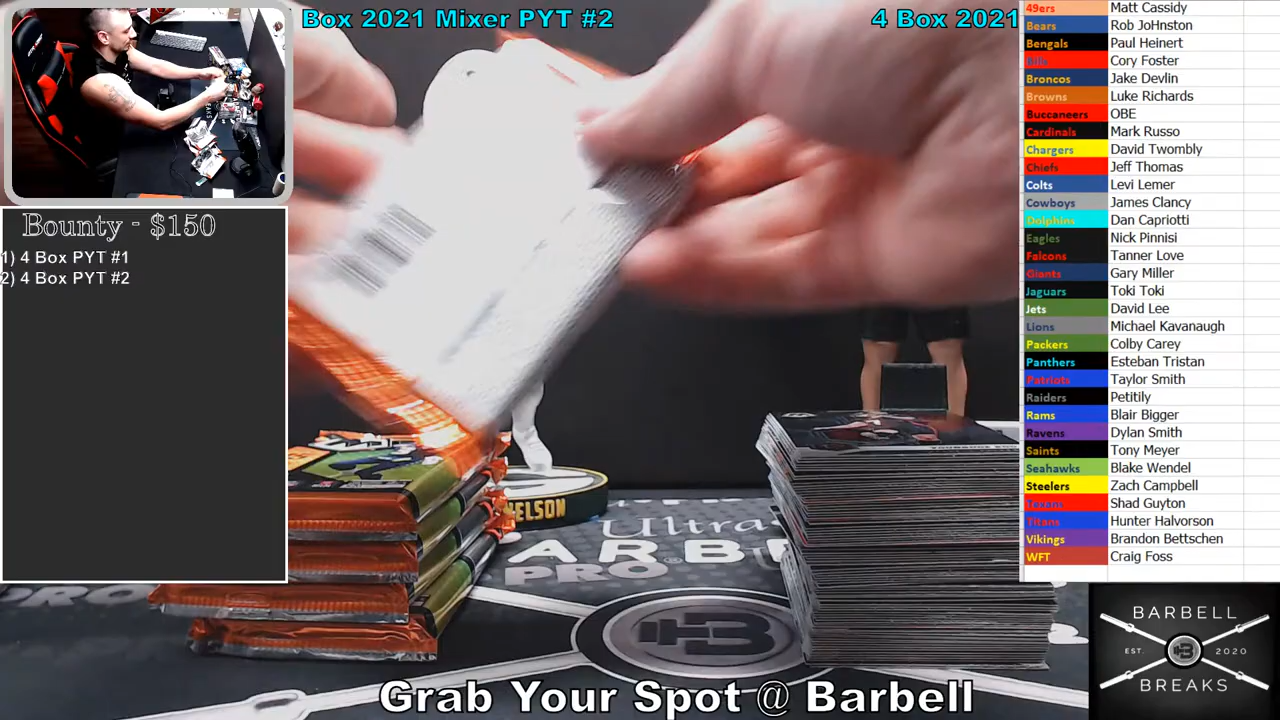 Box 2021 Mixer PYT #2
4 Box 2021
Bounty - $150
1) 4 Box PYT #1
2) 4 Box PYT #2
49ers Matt Cassidy
Bears Rob JoHnston
Bengals Paul Heinert
Bills Cory Foster
Broncos Jake Devlin
Browns Luke Richards
Buccaneers OBE
Cardinals Mark Russo
Chargers David Twombly
Chiefs Jeff Thomas
Colts Levi Lemer
Cowboys James Clancy
Dolphins Dan Capriotti
Eagles Nick Pinnisi
Falcons Tanner Love
Giants Gary Miller
Jaguars Toki Toki
Jets David Lee
Lions Michael Kavanaugh
Packers Colby Carey
Panthers Esteban Tristan
Patriots Taylor Smith
Raiders Petitily
Rams Blair Bigger
Ravens Dylan Smith
Saints Tony Meyer
Seahawks Blake Wendel
Steelers Zach Campbell
Texans Shad Guyton
Titans Hunter Halvorson
Vikings Brandon Bettschen
WFT Craig Foss
NELSON
Ultra
BARB
PRO
PRO
BARBELL
EST. 2020
BREAKS
Grab Your Spot @ Barbell